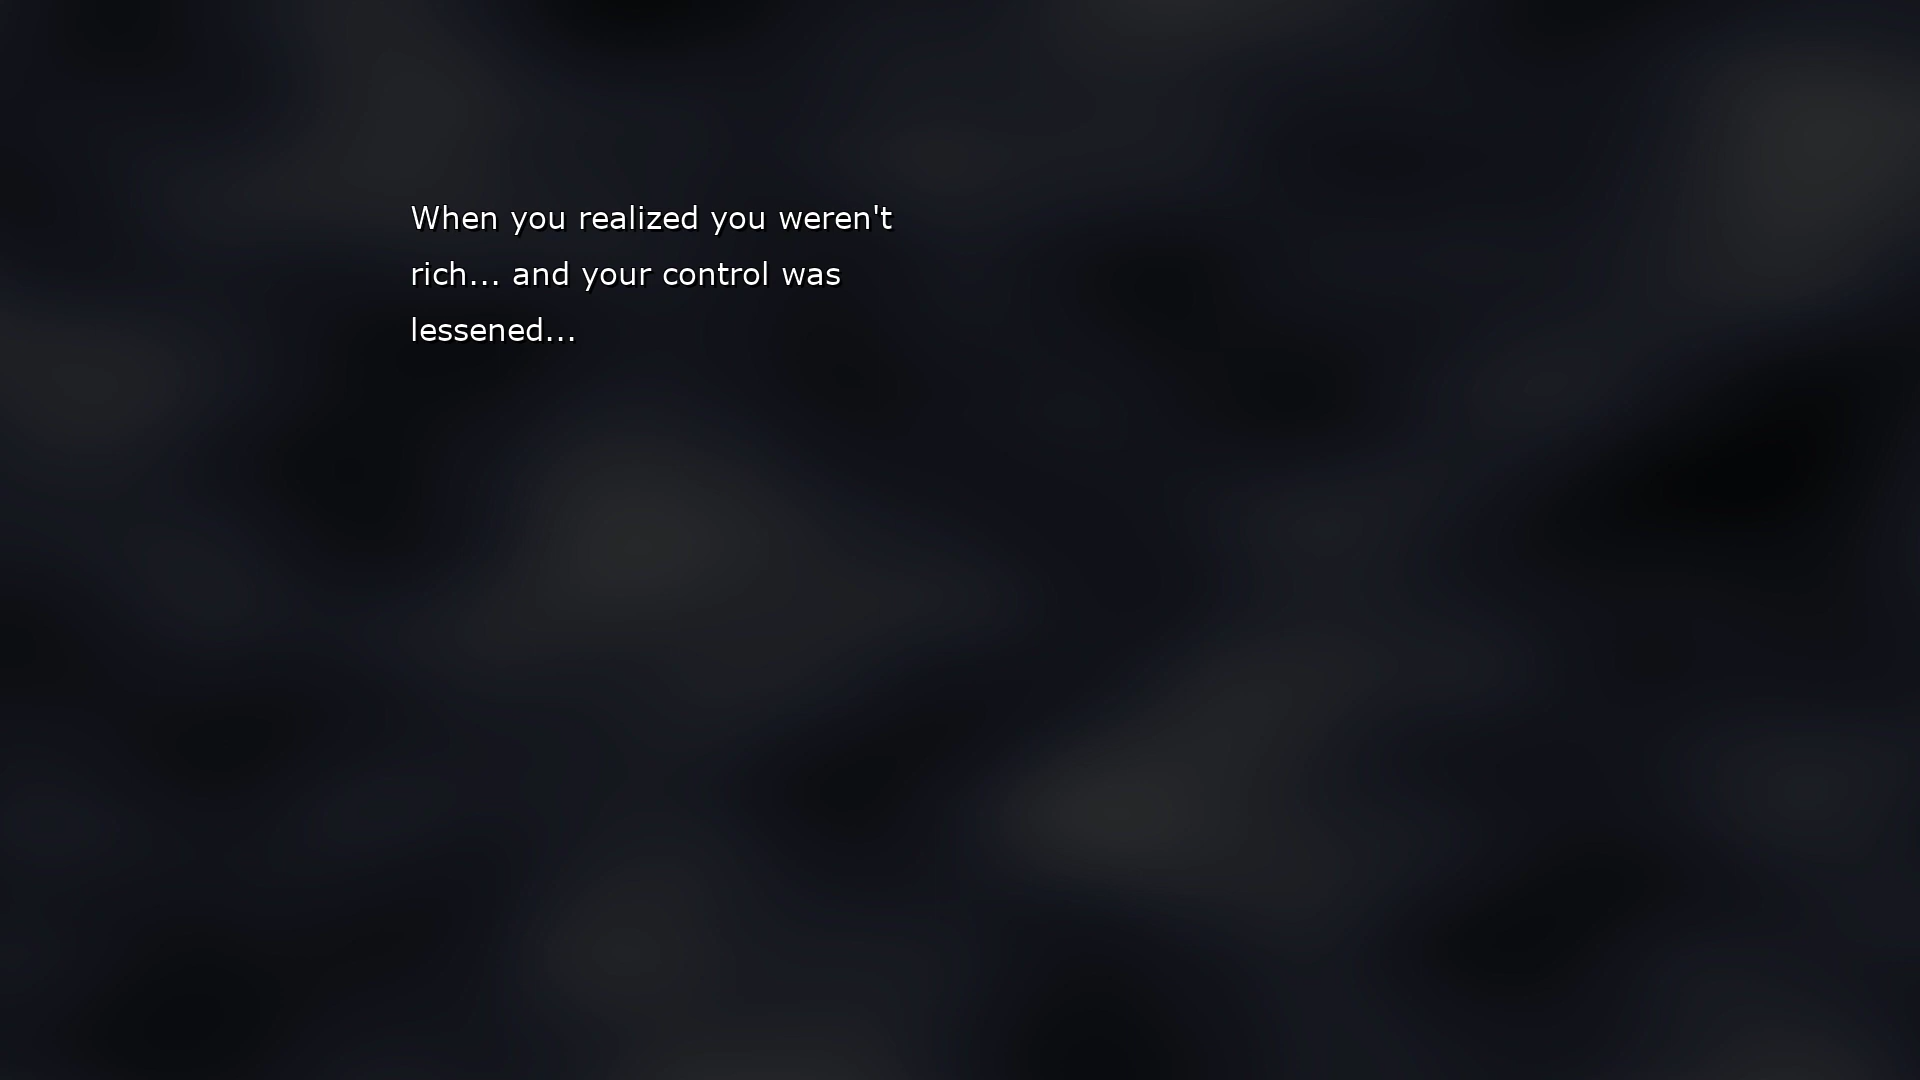 When you realized you weren't
rich... and your control was
lessened...